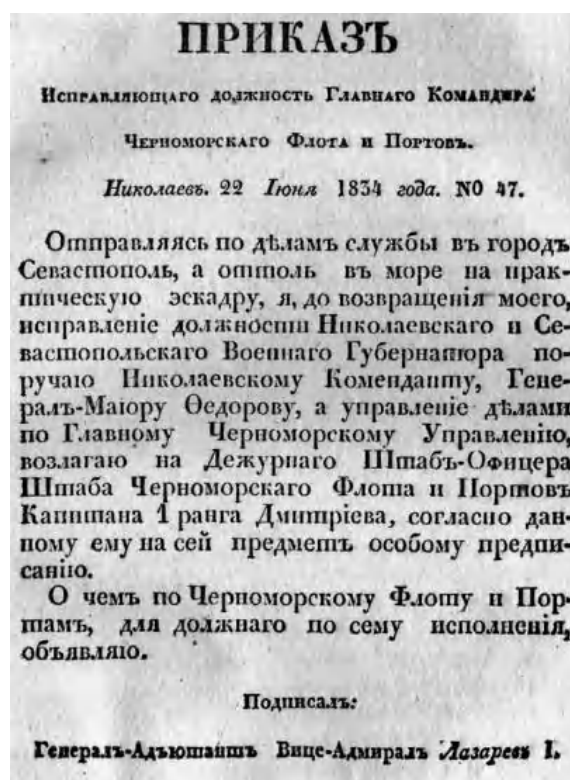 ПРИКАЗЪ
Исправляющаго должность Главнаго Командира
Черноморскаго Флота и Портовъ.
Николаевъ. 22 Іюня 1834 года. NO 47.
Отправляясь по дѣламъ службы въ городъ
Севастополь, а оттоль въ море на прак-
тическую эскадру, я, до возвращенія моего,
исправленіе должности Николаевскаго и Се-
вастопольскаго Военнаго Губернатора по-
ручаю Николаевскому Коменданту, Гене-
ралъ-Маіору Ѳедорову, а управленіе дѣлами
по Главному Черноморскому Управленію,
возлагаю на Дежурнаго Штабъ-Офицера
Штаба Черноморскаго Флота и Портовъ
Капитана 1 ранга Дмитріева, согласно дан-
ному ему на сей предметъ особому предпи-
санію.
О чемъ по Черноморскому Флоту и Пор-
тамъ, для должнаго по сему исполненія,
объявляю.
Подписалъ:
Генералъ-Адъютантъ Вице-Адмиралъ Лазаревъ 1.